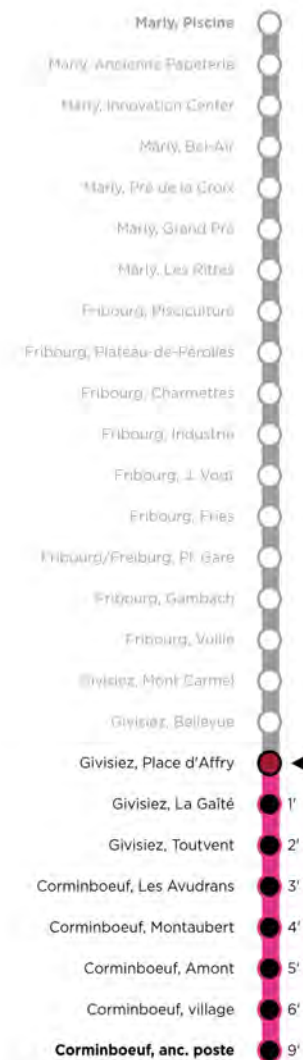 Marly, Piscine
Marly, Ancienne Papeterie
Marly, Innovation Center
Marly, Bel-Air
Marly, Pré de la Croix
Marly, Grand Pré
Marly, Les Rittes
Fribourg, Pisciculture
Fribourg, Plateau-de-Pérolles
Fribourg, Charmettes
Fribourg, Industrie
Fribourg, J. Vogt
Fribourg, Fries
Fribourg/Freiburg, Pl. Gare
Fribourg, Gambach
Fribourg, Vuille
Givisiez, Mont Carmel
Givisiez, Bellevue
Givisiez, Place d'Affry
Givisiez, La Gaîté 1'
Givisiez, Toutvent 2'
Corminboeuf, Les Avudrans 3'
Corminboeuf, Montaubert 4'
Corminboeuf, Amont 5'
Corminboeuf, village 6'
Corminboeuf, anc. poste 9'